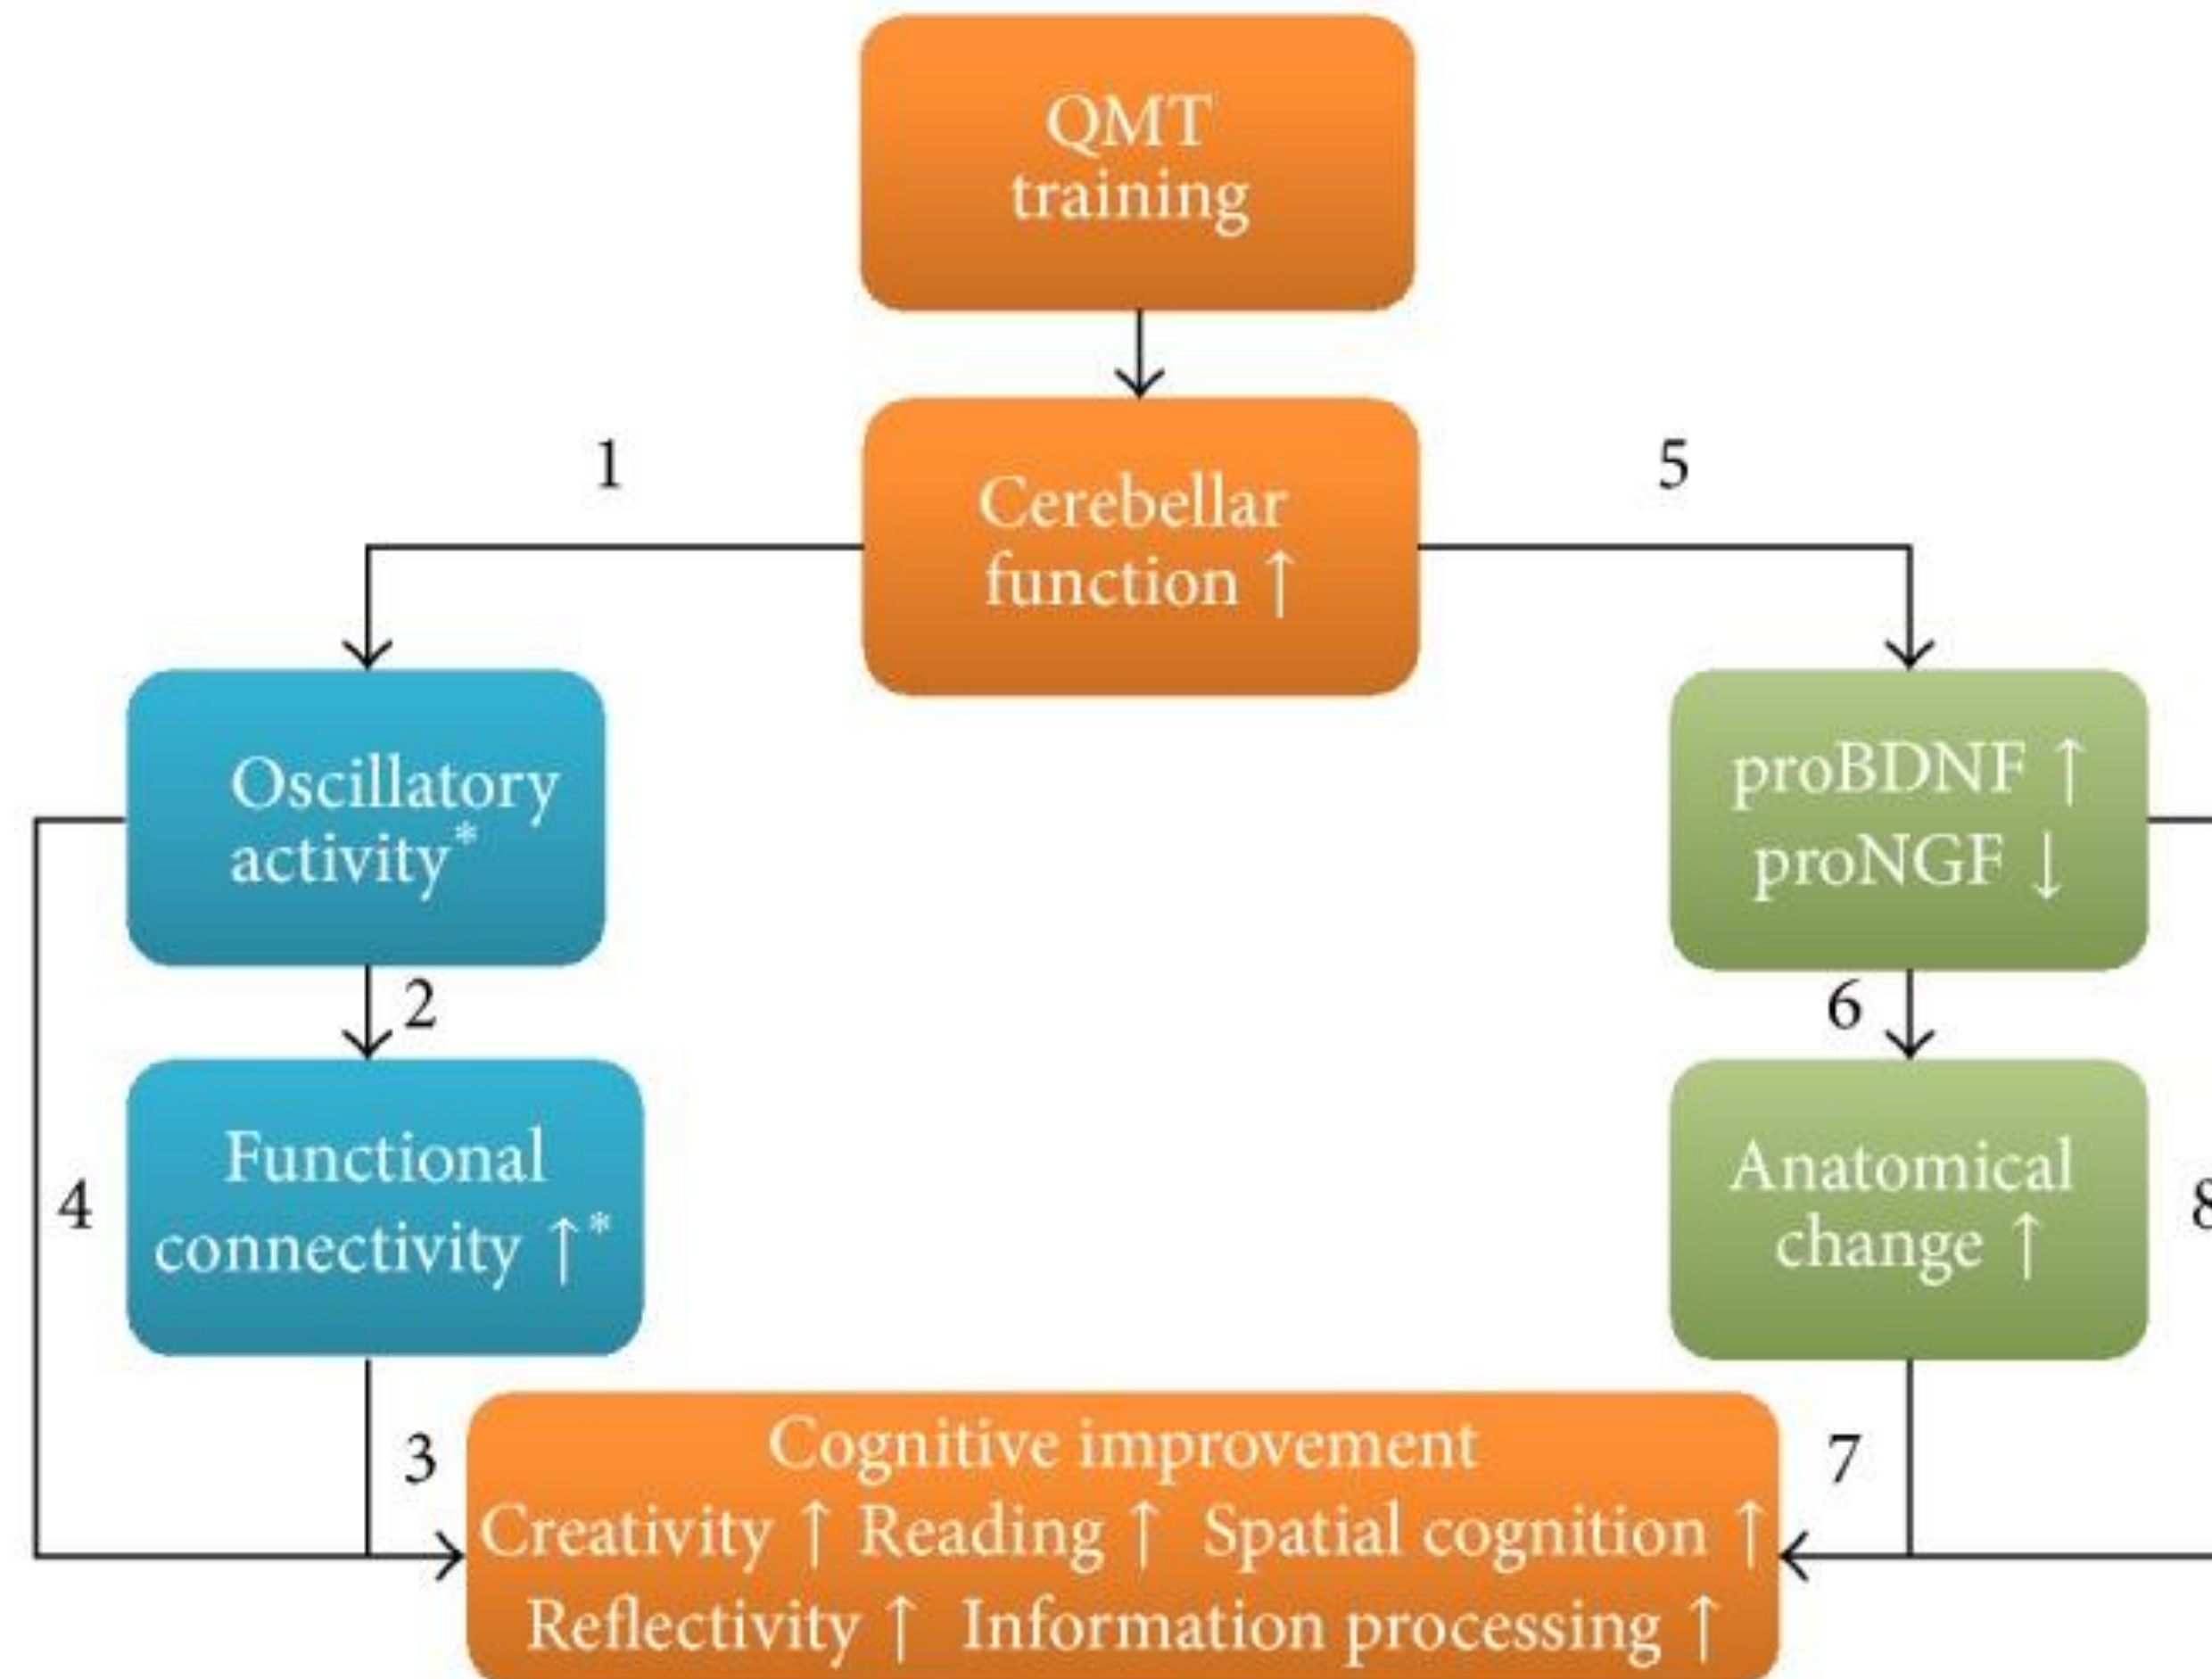 QMT
training
1
5
Cerebellar
function ↑
Oscillatory
activity*
proBDNF ↑
proNGF ↓
2
6
Functional
connectivity ↑*
Anatomical
change ↑
4
8
3
7
Cognitive improvement
Creativity ↑ Reading ↑ Spatial cognition ↑
Reflectivity ↑ Information processing ↑